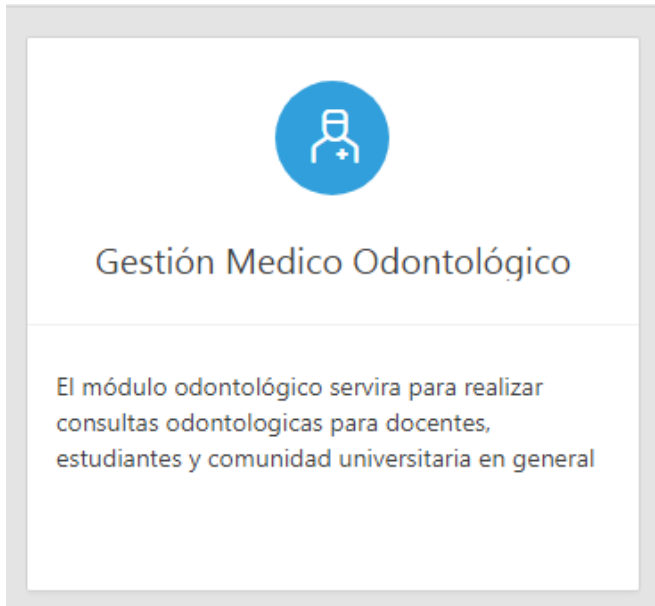 Gestión Medico Odontológico
El módulo odontológico servira para realizar
consultas odontologicas para docentes,
estudiantes y comunidad universitaria en general